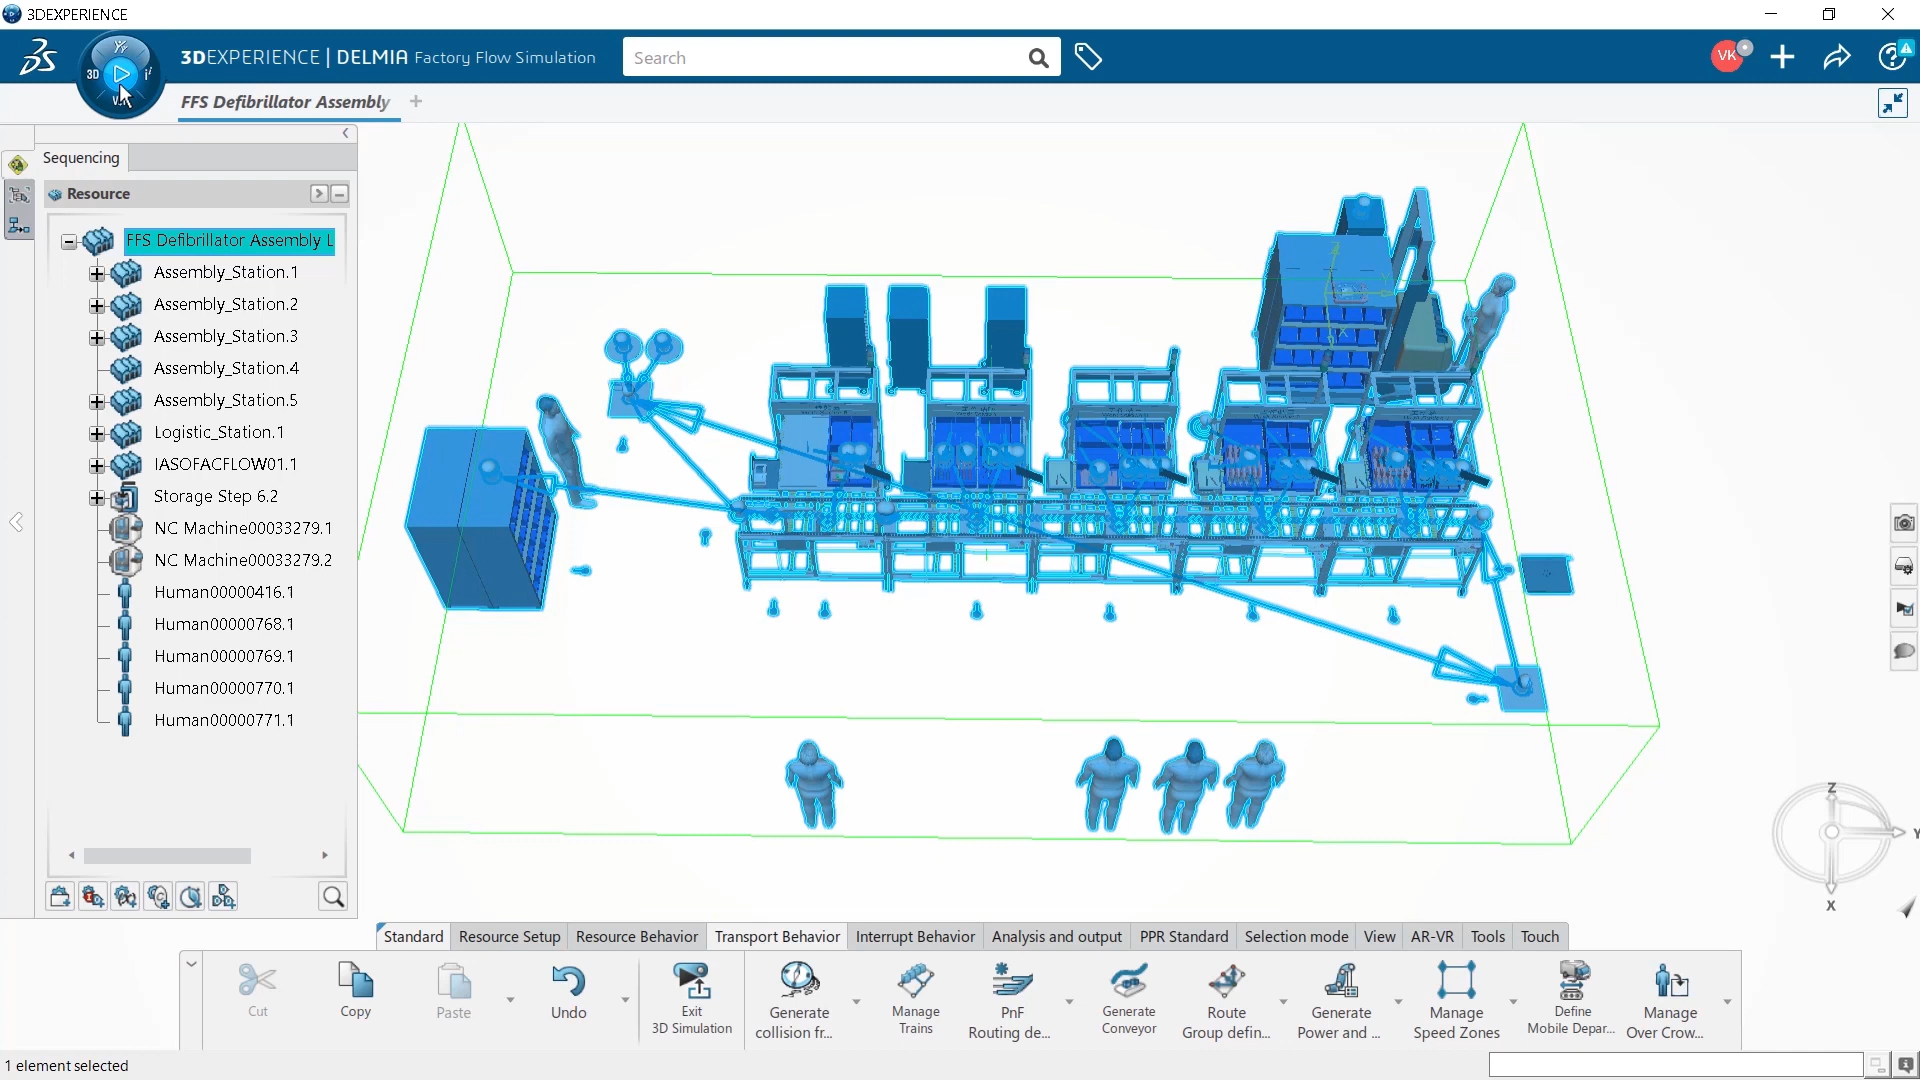 3DEXPERIENCE
3DEXPERIENCE | DELMIA Factory Flow Simulation
Search
VK
3D
FFS Defibrillator Assembly
Sequencing
Resource
FFS Defibrillator Assembly L
Assembly_Station.1
Assembly_Station.2
Assembly_Station.3
Assembly_Station.4
Assembly_Station.5
Logistic_Station.1
IASOFACFLOW01.1
Storage Step 6.2
NC Machine00033279.1
NC Machine00033279.2
Human00000416.1
Human00000768.1
Human00000769.1
Human00000770.1
Human00000771.1
Z
Y
X
Standard Resource Setup Resource Behavior Transport Behavior Interrupt Behavior Analysis and output PPR Standard Selection mode View AR-VR Tools Touch
Cut
Copy
Paste
Undo
Exit
3D Simulation
Generate
collision fr...
Manage
Trains
PnF
Routing de...
Generate
Conveyor
Route
Group defin...
Generate
Power and ...
Manage
Speed Zones
Define
Mobile Depar...
Manage
Over Crow...
1 element selected